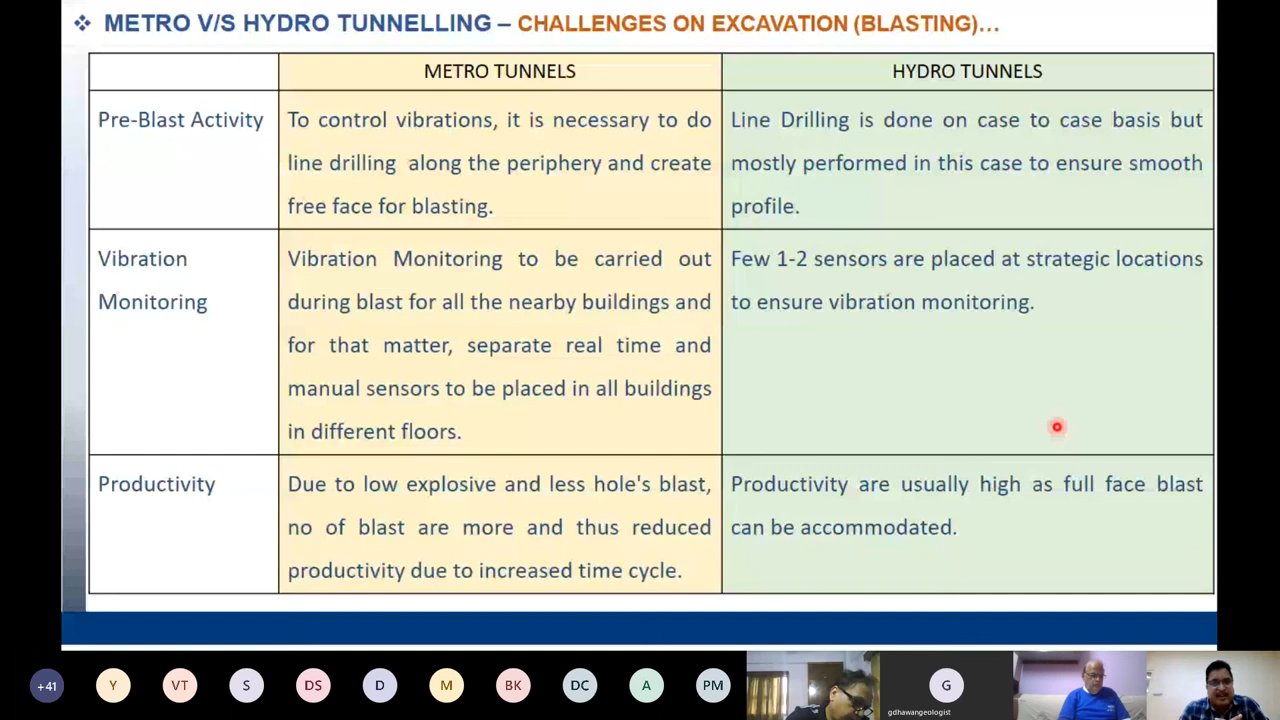 ❖ METRO V/S HYDRO TUNNELLING – CHALLENGES ON EXCAVATION (BLASTING)…
METRO TUNNELS
HYDRO TUNNELS
Pre-Blast Activity
To control vibrations, it is necessary to do
line drilling along the periphery and create
free face for blasting.
Line Drilling is done on case to case basis but
mostly performed in this case to ensure smooth
profile.
Vibration
Monitoring
Vibration Monitoring to be carried out
during blast for all the nearby buildings and
for that matter, separate real time and
manual sensors to be placed in all buildings
in different floors.
Few 1-2 sensors are placed at strategic locations
to ensure vibration monitoring.
Productivity
Due to low explosive and less hole's blast,
no of blast are more and thus reduced
productivity due to increased time cycle.
Productivity are usually high as full face blast
can be accommodated.
+41
Y
VT
S
DS
D
M
BK
DC
A
PM
G
gdhawangeologist